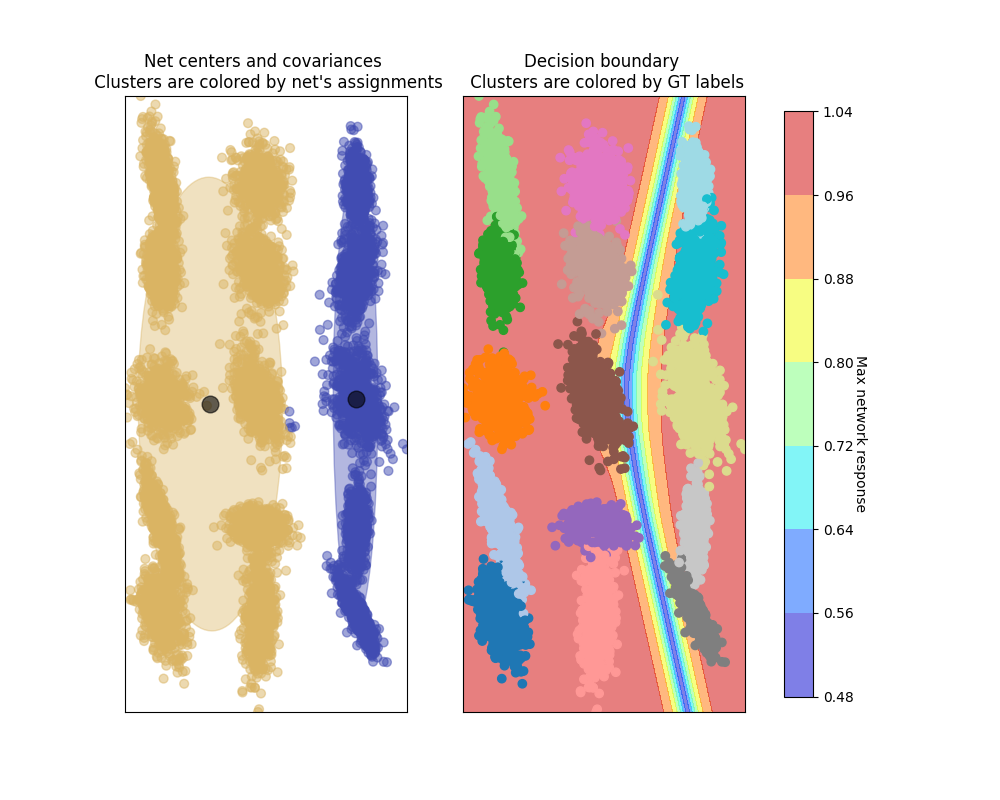 Net centers and covariances
Clusters are colored by net's assignments
Decision boundary
Clusters are colored by GT labels
1.04
0.96
0.88
0.80
0.72
0.64
0.56
0.48
Max network response